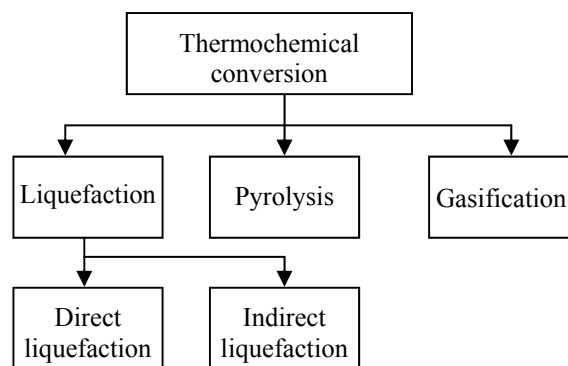 Thermochemical
conversion
Liquefaction
Pyrolysis
Gasification
Direct
liquefaction
Indirect
liquefaction